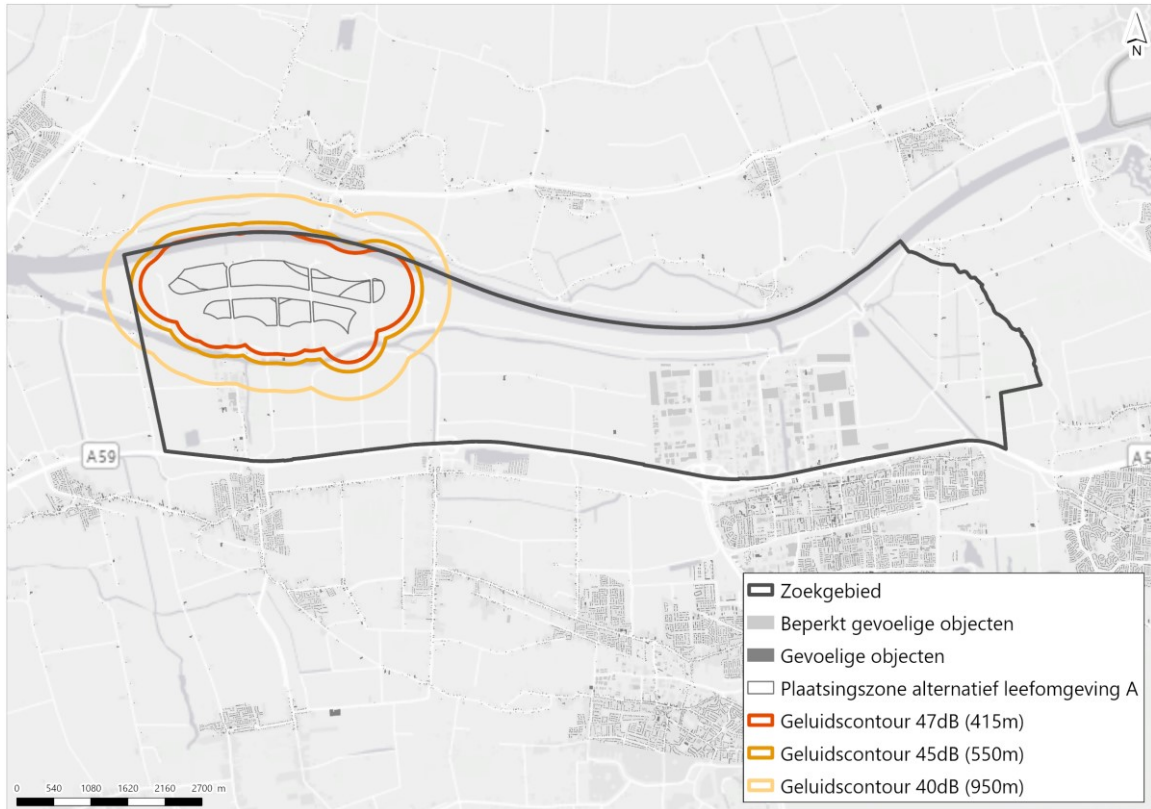 N
A59
A5
Zoekgebied
Beperkt gevoelige objecten
Gevoelige objecten
Plaatsingszone alternatief leefomgeving A
Geluidscontour 47dB (415m)
Geluidscontour 45dB (550m)
Geluidscontour 40dB (950m)
0 540 1080 1620 2160 2700 m